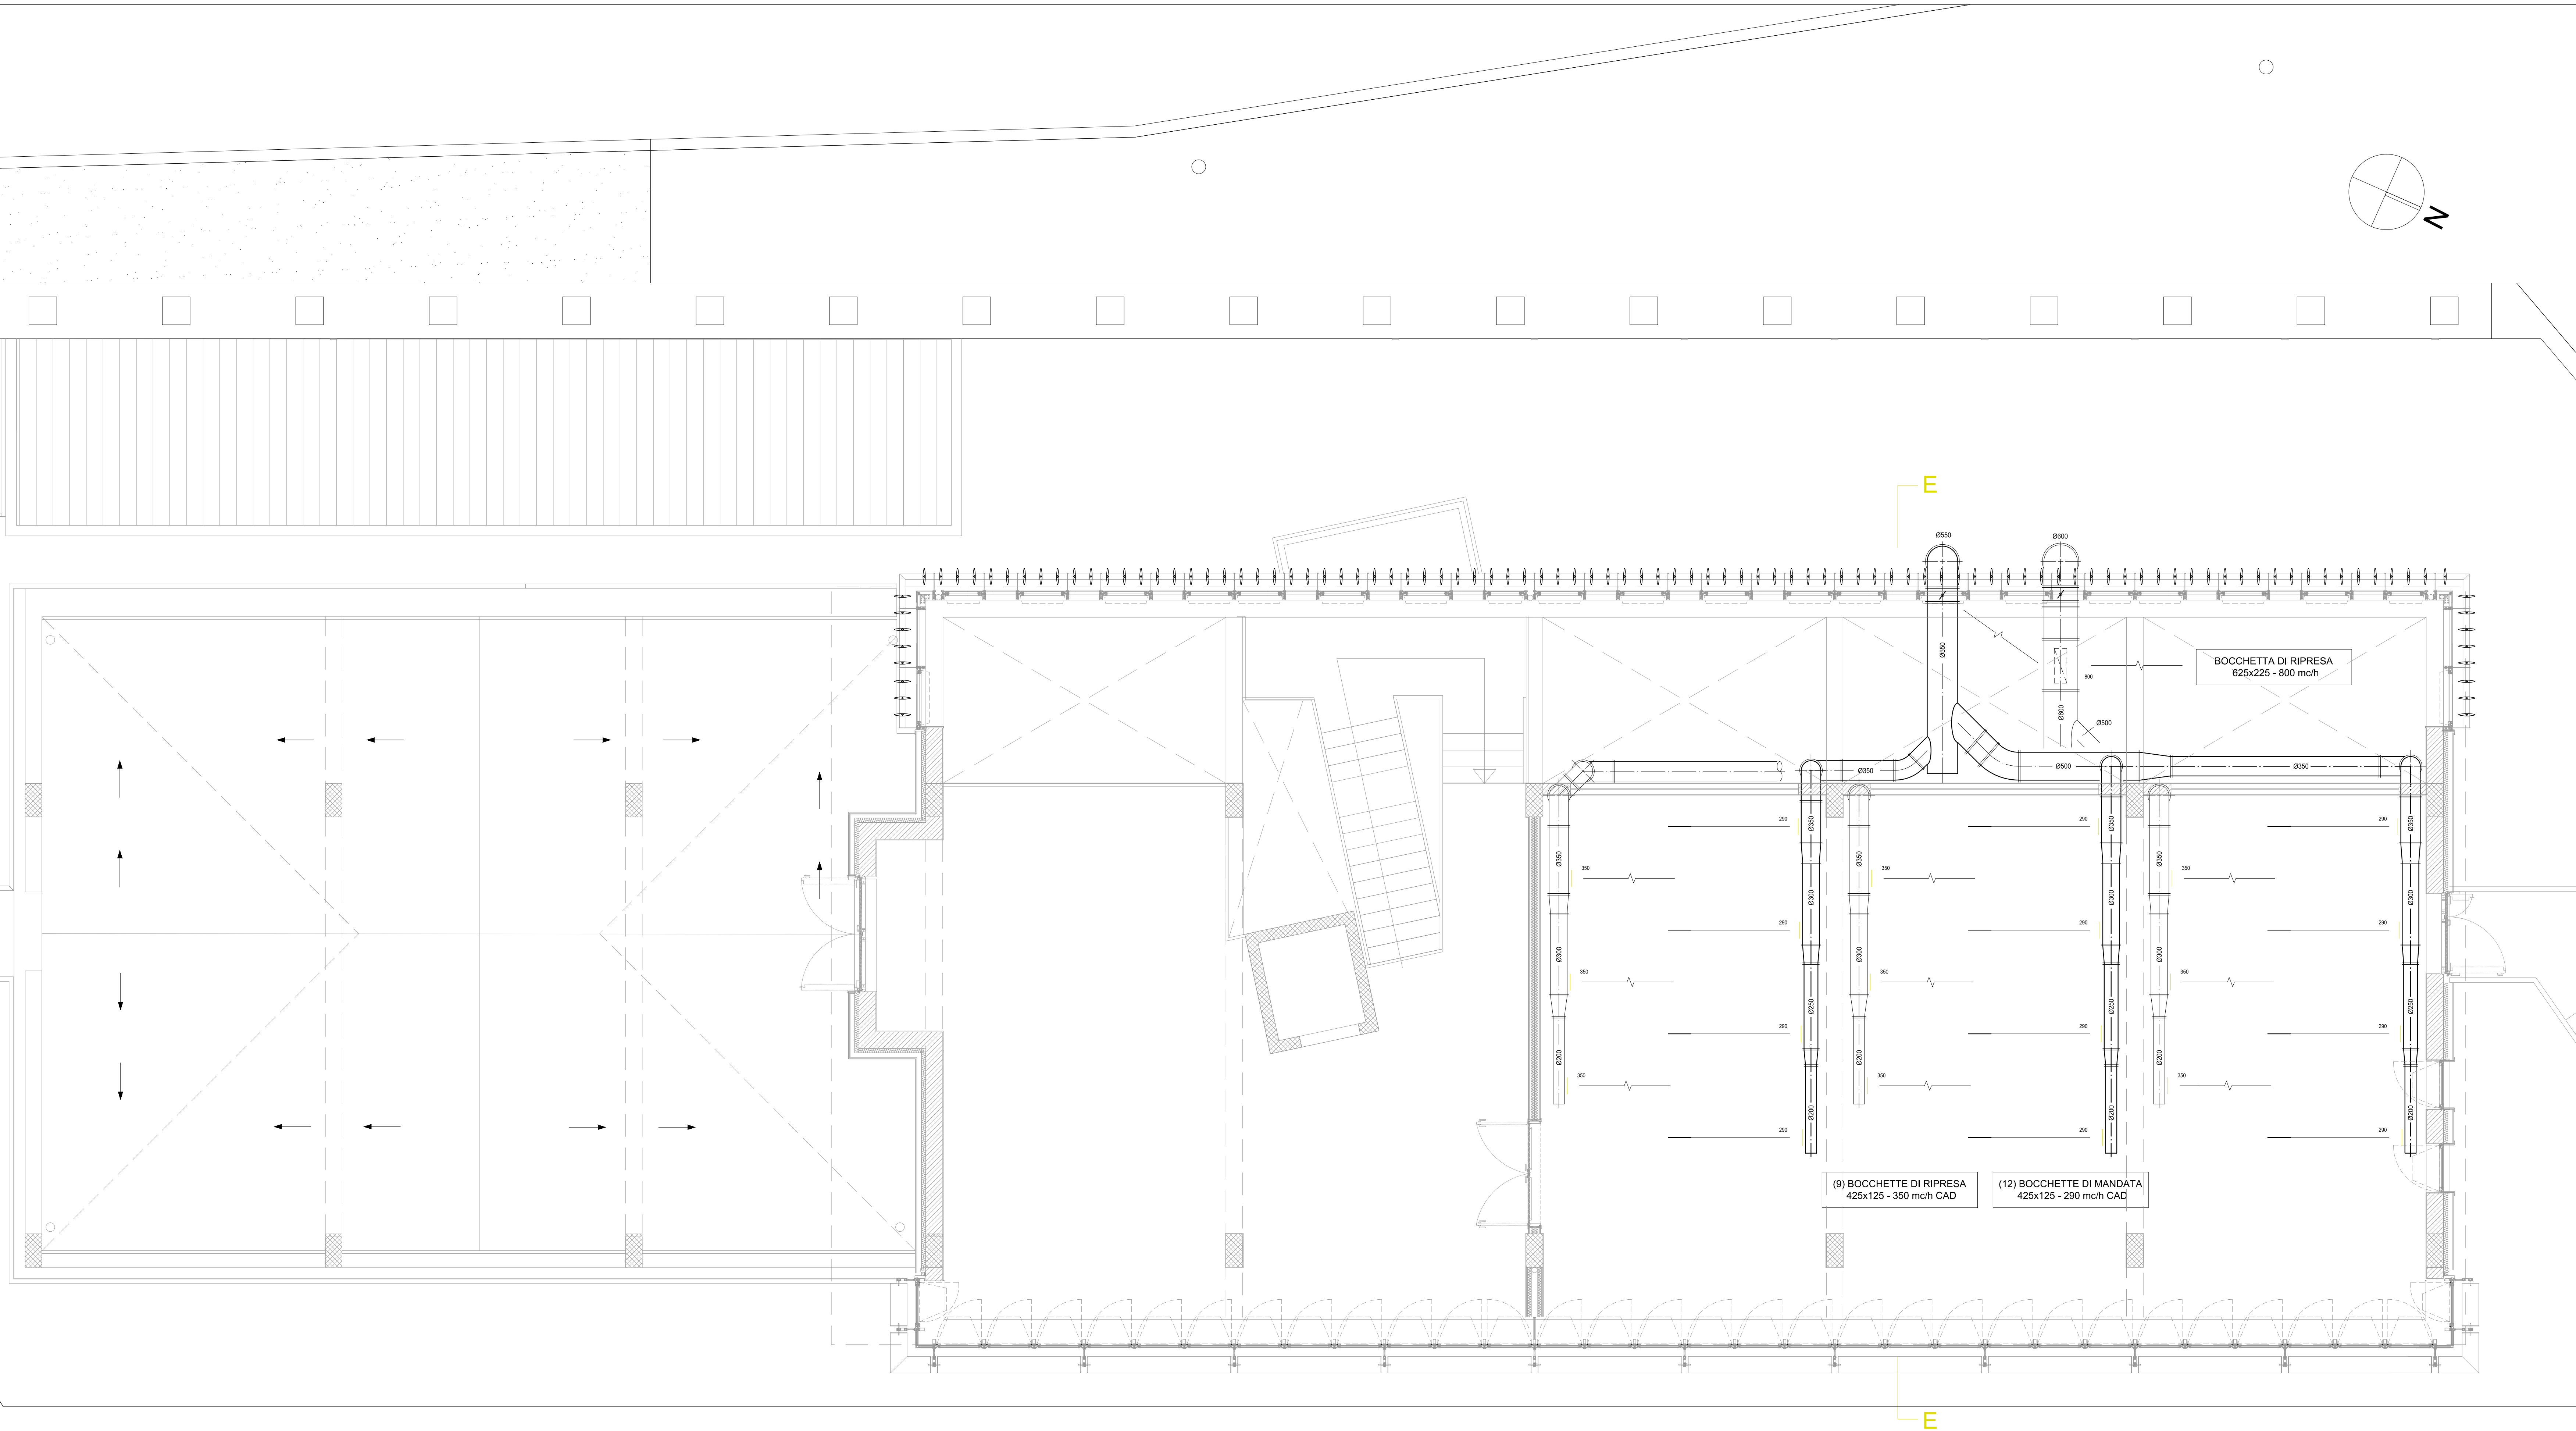 N
E
Ø550
Ø600
Ø550
BOCCHETTA DI RIPRESA
625x225 - 800 mc/h
800
Ø600
Ø500
Ø350
Ø500
Ø350
290
290
290
Ø350
Ø350
Ø350
Ø350
Ø350
Ø350
350
350
350
Ø300
Ø300
Ø300
290
290
290
Ø300
Ø300
Ø300
350
350
350
Ø250
Ø250
Ø250
290
290
290
Ø200
Ø200
Ø200
350
350
350
Ø200
Ø200
Ø200
290
290
290
(9) BOCCHETTE DI RIPRESA
425x125 - 350 mc/h CAD
(12) BOCCHETTE DI MANDATA
425x125 - 290 mc/h CAD
E